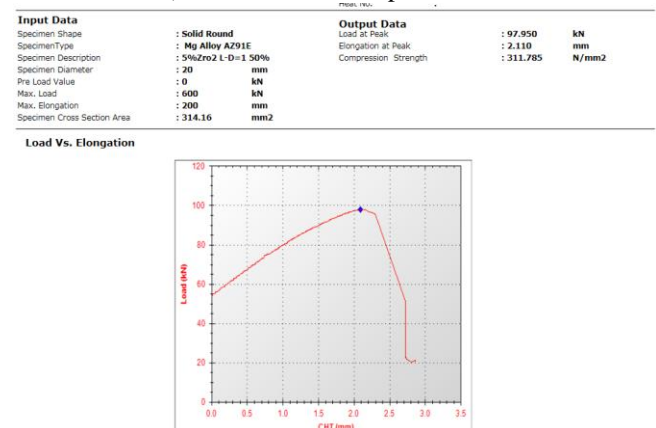 Heat No. .
Input Data
Output Data
Specimen Shape : Solid Round
Load at Peak : 97.950 kN
SpecimenType : Mg Alloy AZ91E
Elongation at Peak : 2.110 mm
Specimen Description : 5%Zro2 L-D=1 50%
Compression Strength : 311.785 N/mm2
Specimen Diameter : 20 mm
Pre Load Value : 0 kN
Max. Load : 600 kN
Max. Elongation : 200 mm
Specimen Cross Section Area : 314.16 mm2
Load Vs. Elongation
120
100
80
60
40
20
0
Load (kN)
0.0 0.5 1.0 1.5 2.0 2.5 3.0 3.5
CHT (mm)